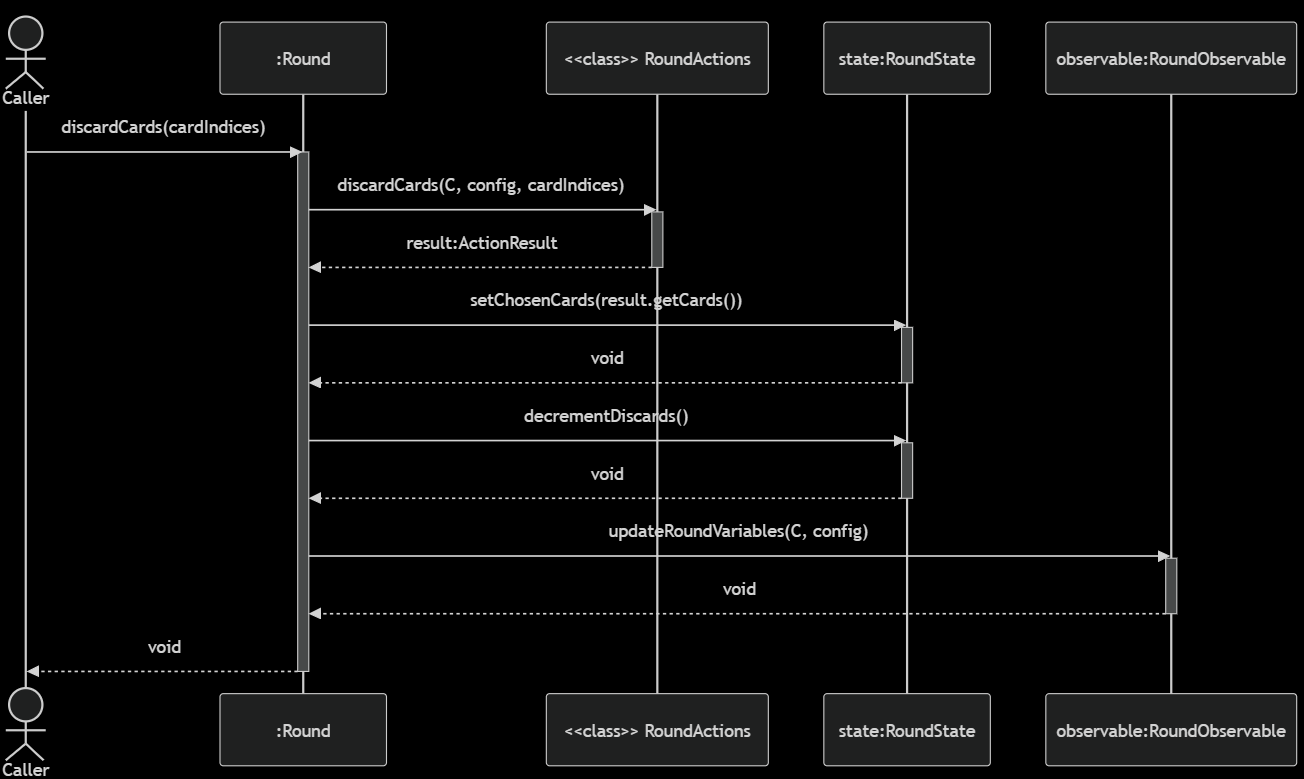 :Round
<<class>> RoundActions
state:RoundState
observable:RoundObservable
Caller
discardCards(cardIndices)
discardCards(C, config, cardIndices)
result:ActionResult
setChosenCards(result.getCards())
void
decrementDiscards()
void
updateRoundVariables(C, config)
void
void
:Round
<<class>> RoundActions
state:RoundState
observable:RoundObservable
Caller